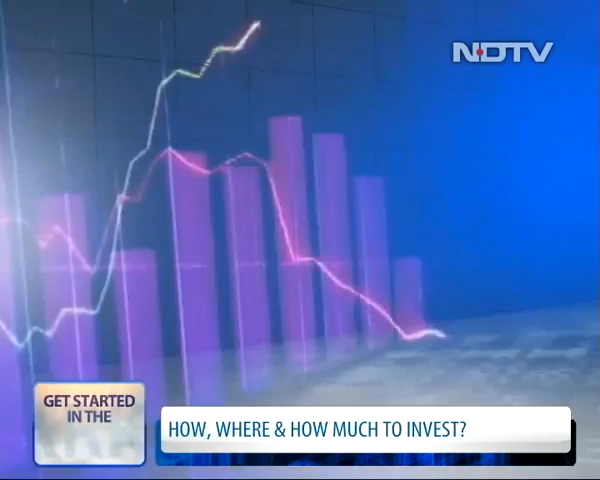 NDTV
GET STARTED
IN THE
HOW, WHERE & HOW MUCH TO INVEST?